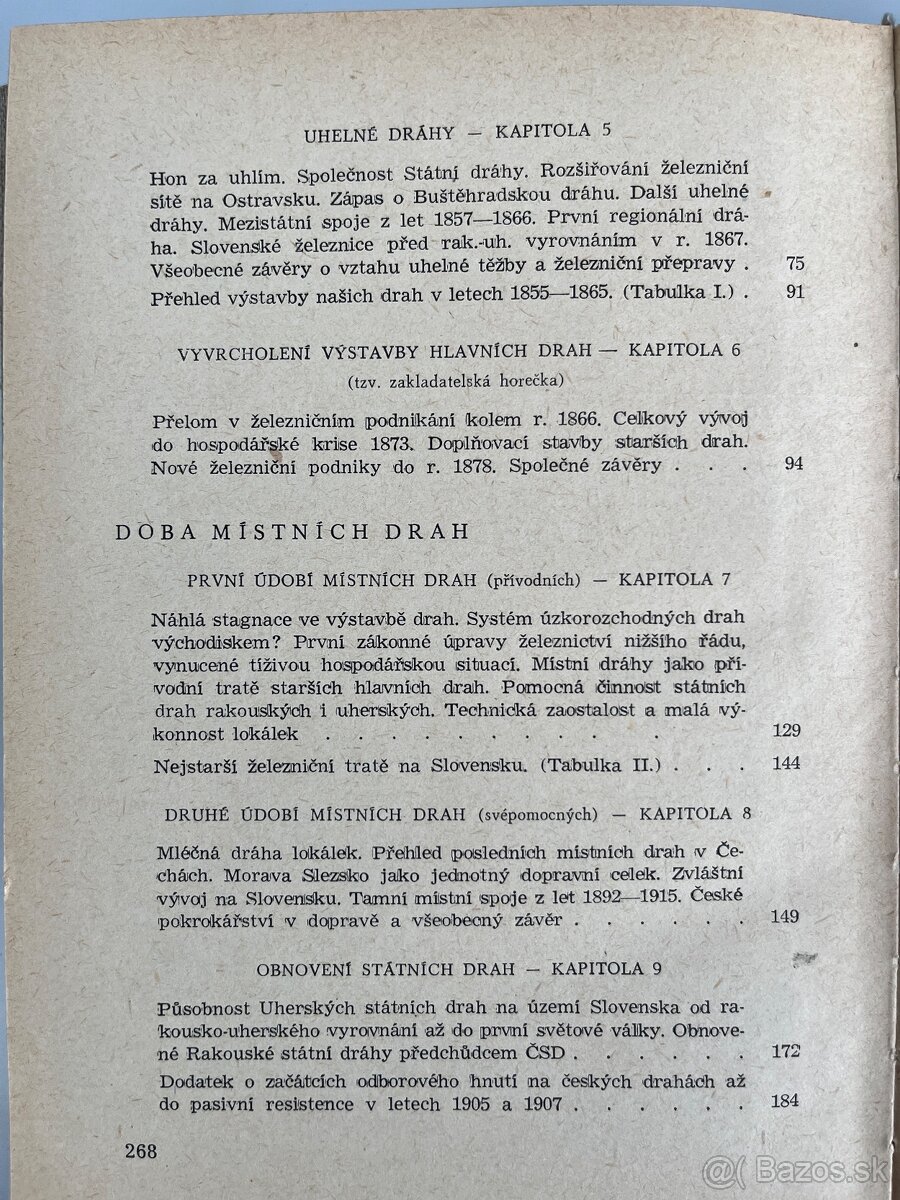 UHELNÉ DRÁHY — KAPITOLA 5
Hon za uhlím. Společnost Státní dráhy. Rozšiřování železniční
sítě na Ostravsku. Zápas o Buštěhradskou dráhu. Další uhelné
dráhy. Mezistátní spoje z let 1857—1866. První regionální drá-
ha. Slovenské železnice před rak.-uh. vyrovnáním v r. 1867.
Všeobecné závěry o vztahu uhelné těžby a železniční přepravy . 75
Přehled výstavby našich drah v letech 1855—1865. (Tabulka I.) . 91
VYVRCHOLENÍ VÝSTAVBY HLAVNÍCH DRAH — KAPITOLA 6
(tzv. zakladatelská horečka)
Přelom v železničním podnikání kolem r. 1866. Celkový vývoj
do hospodářské krise 1873. Doplňovací stavby starších drah.
Nové železniční podniky do r. 1878. Společné závěry . . . 94
DOBA MÍSTNÍCH DRAH
PRVNÍ ÚDOBÍ MÍSTNÍCH DRAH (přívodních) — KAPITOLA 7
Náhlá stagnace ve výstavbě drah. Systém úzkorozchodných drah
východiskem? První zákonné úpravy železnictví nižšího řádu,
vynucené tíživou hospodářskou situací. Místní dráhy jako pří-
vodní tratě starších hlavních drah. Pomocná činnost státních
drah rakouských i uherských. Technická zaostalost a malá vý-
konnost lokálek . . . . . . . . . . 129
Nejstarší železniční tratě na Slovensku. (Tabulka II.) . . . 144
DRUHÉ ÚDOBÍ MÍSTNÍCH DRAH (svépomocných) — KAPITOLA 8
Mléčná dráha lokálek. Přehled posledních místních drah v Če-
chách. Morava Slezsko jako jednotný dopravní celek. Zvláštní
vývoj na Slovensku. Tamní místní spoje z let 1892—1915. České
pokrokářství v dopravě a všeobecný závěr . . . . . . 149
OBNOVENÍ STÁTNÍCH DRAH — KAPITOLA 9
Působnost Uherských státních drah na území Slovenska od ra-
kousko-uherského vyrovnání až do první světové války. Obnove-
né Rakouské státní dráhy předchůdcem ČSD . . . . . . 172
Dodatek o začátcích odborového hnutí na českých drahách až
do pasivní resistence v letech 1905 a 1907 . . . . . . 184
268
@( Bazos.sk